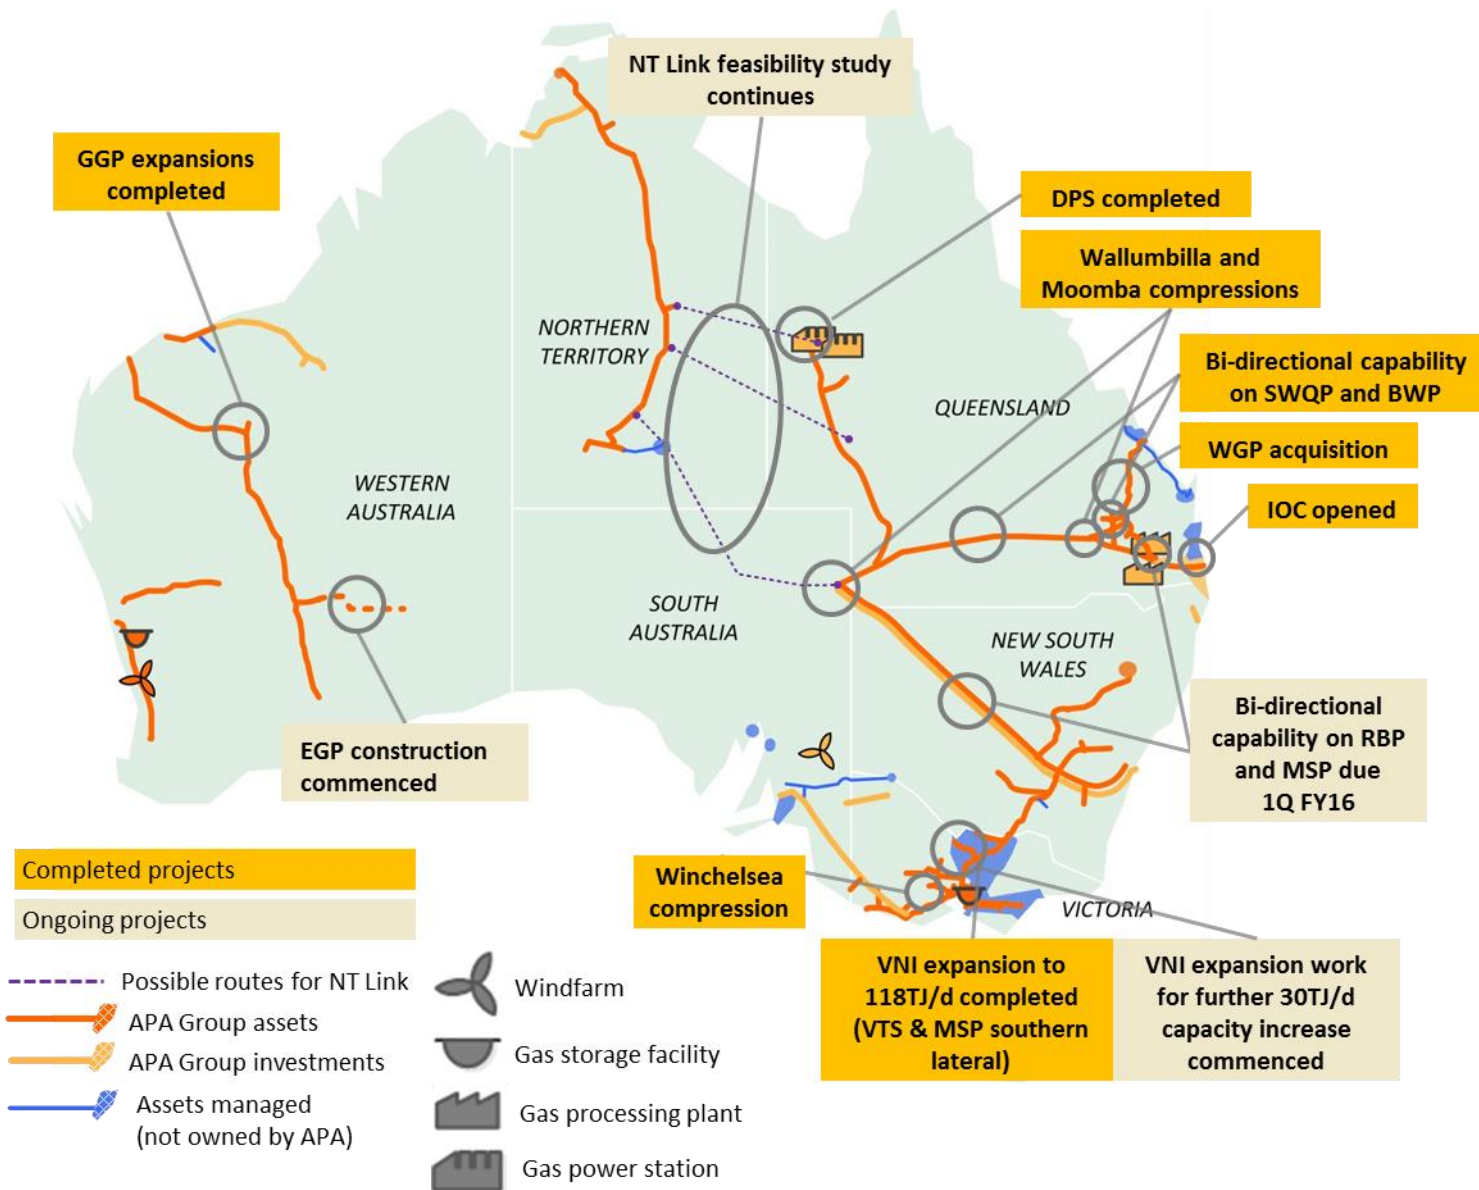 NT Link feasibility study
continues
GGP expansions
completed
DPS completed
Wallumbilla and
Moomba compressions
NORTHERN
TERRITORY
Bi-directional capability
on SWQP and BWP
QUEENSLAND
WGP acquisition
WESTERN
AUSTRALIA
IOC opened
SOUTH
AUSTRALIA
NEW SOUTH
WALES
Bi-directional
capability on RBP
and MSP due
1Q FY16
EGP construction
commenced
Winchelsea
compression
VICTORIA
VNI expansion to
118TJ/d completed
(VTS & MSP southern
lateral)
VNI expansion work
for further 30TJ/d
capacity increase
commenced
Completed projects
Ongoing projects
Possible routes for NT Link
APA Group assets
APA Group investments
Assets managed
(not owned by APA)
Windfarm
Gas storage facility
Gas processing plant
Gas power station